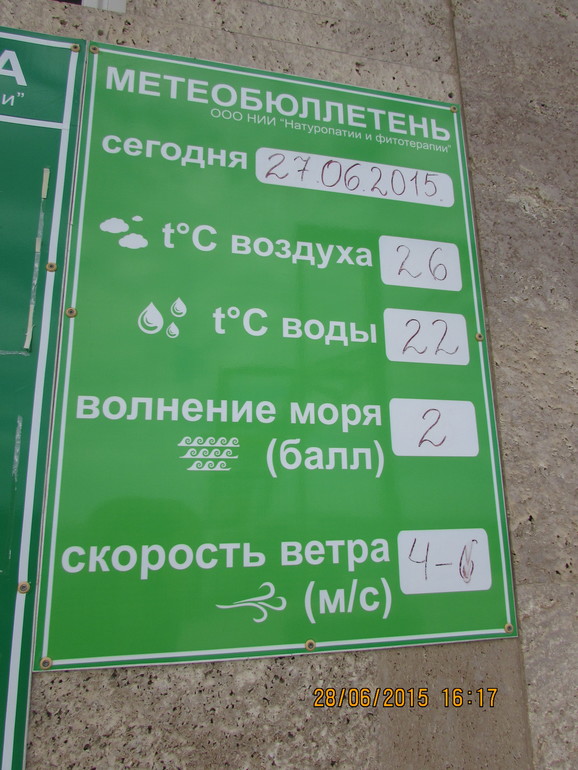 А
и"
МЕТЕОБЮЛЛЕТЕНЬ
ООО НИИ "Натуропатии и фитотерапии"
сегодня 27.06.2015.
t°C воздуха 26
t°C воды 22
волнение моря 2
(балл)
скорость ветра 4-6
(м/с)
28/06/2015 16:17